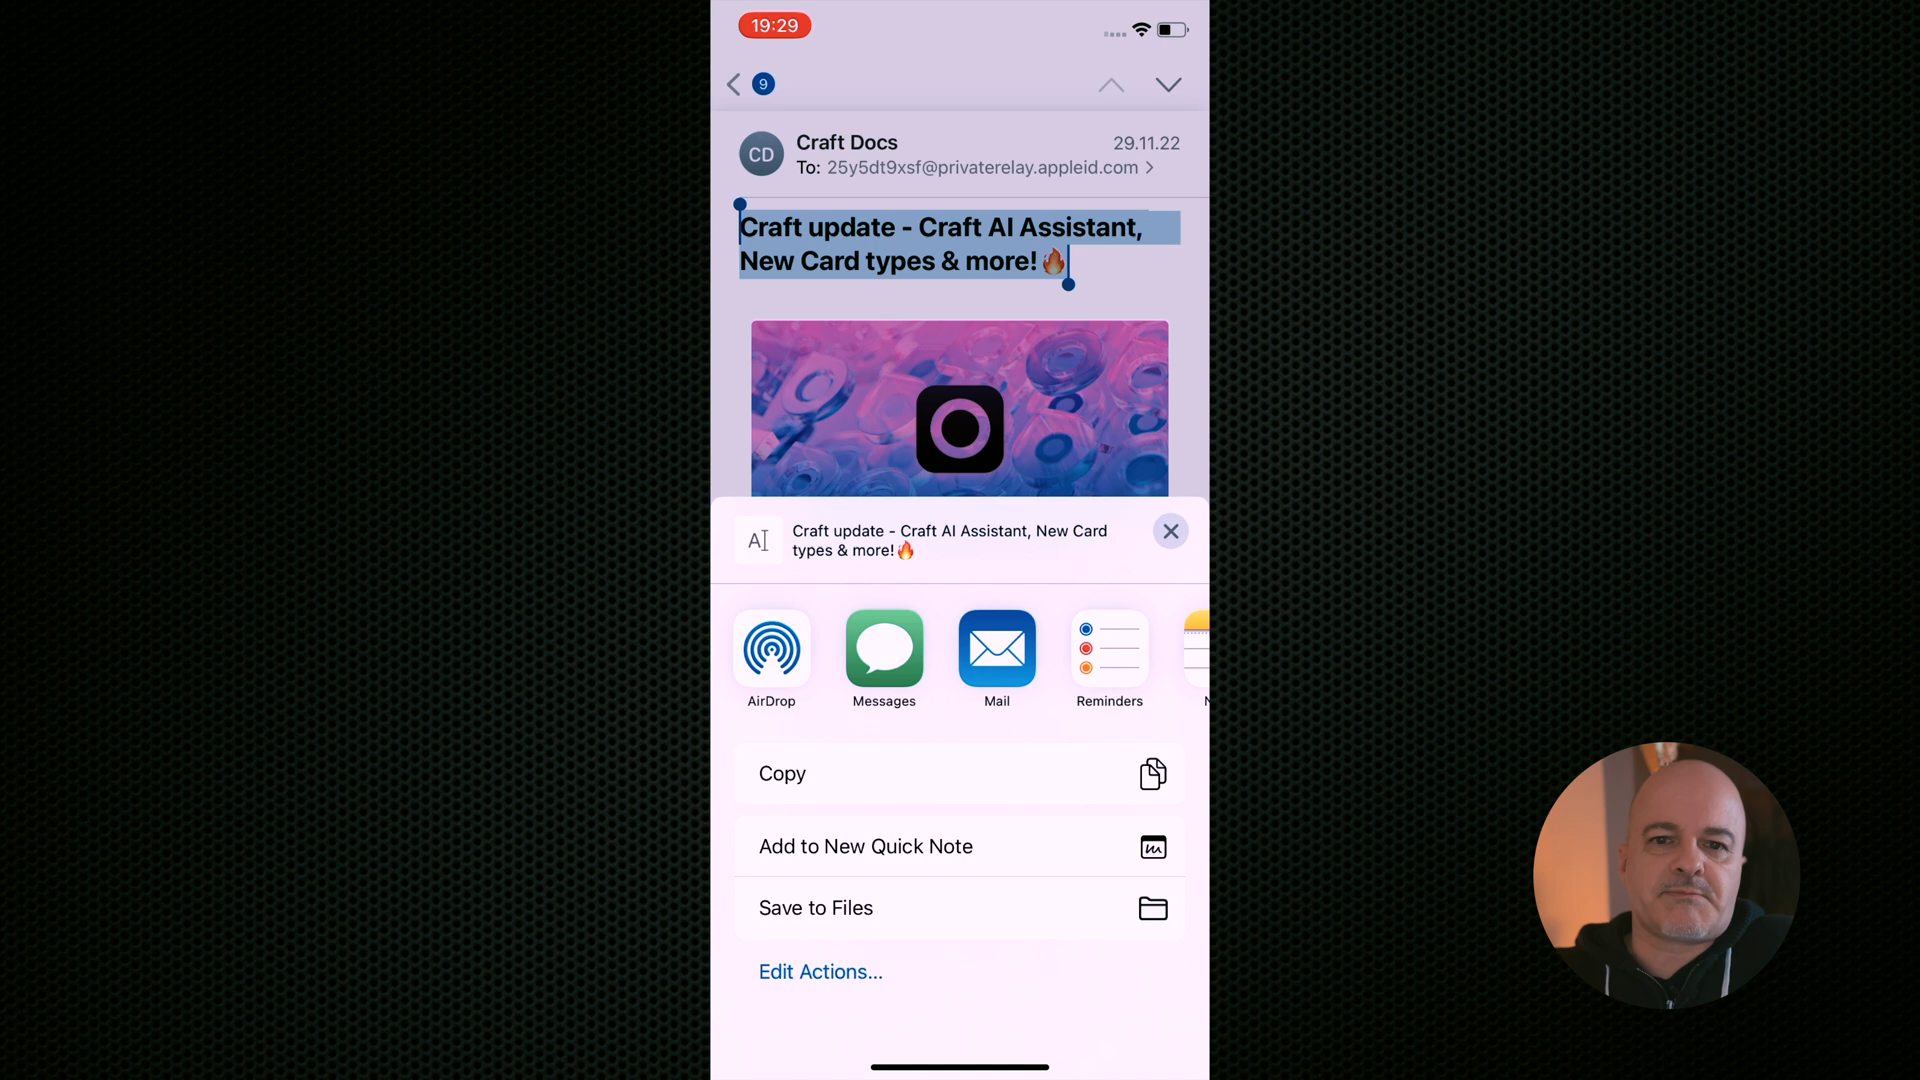 19:29
9
CD
Craft Docs
29.11.22
To: 25y5dt9xsf@privaterelay.appleid.com >
Craft update - Craft AI Assistant,
New Card types & more!🔥
A
Craft update - Craft AI Assistant, New Card
types & more!🔥
AirDrop
Messages
Mail
Reminders
Copy
Add to New Quick Note
Save to Files
Edit Actions...